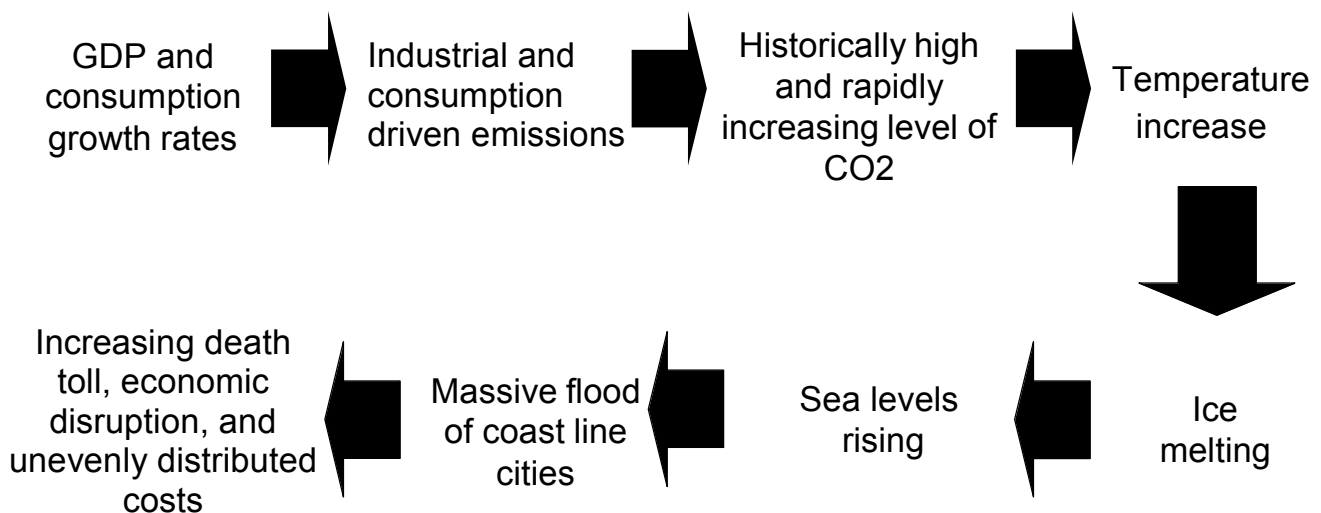 GDP and
consumption
growth rates
Industrial and
consumption
driven emissions
Historically high
and rapidly
increasing level of
CO2
Temperature
increase
Ice
melting
Sea levels
rising
Massive flood
of coast line
cities
Increasing death
toll, economic
disruption, and
unevenly distributed
costs